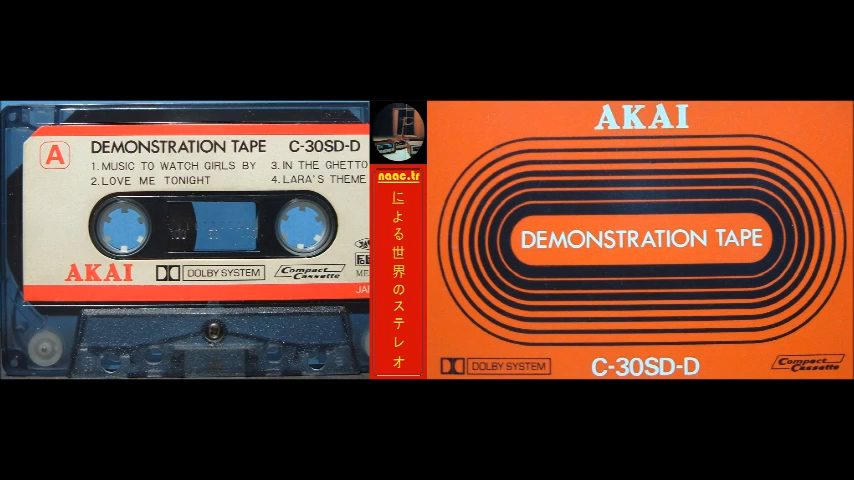 A
DEMONSTRATION TAPE C-30SD-D
1. MUSIC TO WATCH GIRLS BY 3. IN THE GHETTO
2. LOVE ME TONIGHT 4. LARA'S THEME
AKAI
DOLBY SYSTEM
Compact Cassette
naac.tr
による世界のステレオ
AKAI
DEMONSTRATION TAPE
DOLBY SYSTEM
C-30SD-D
Compact Cassette